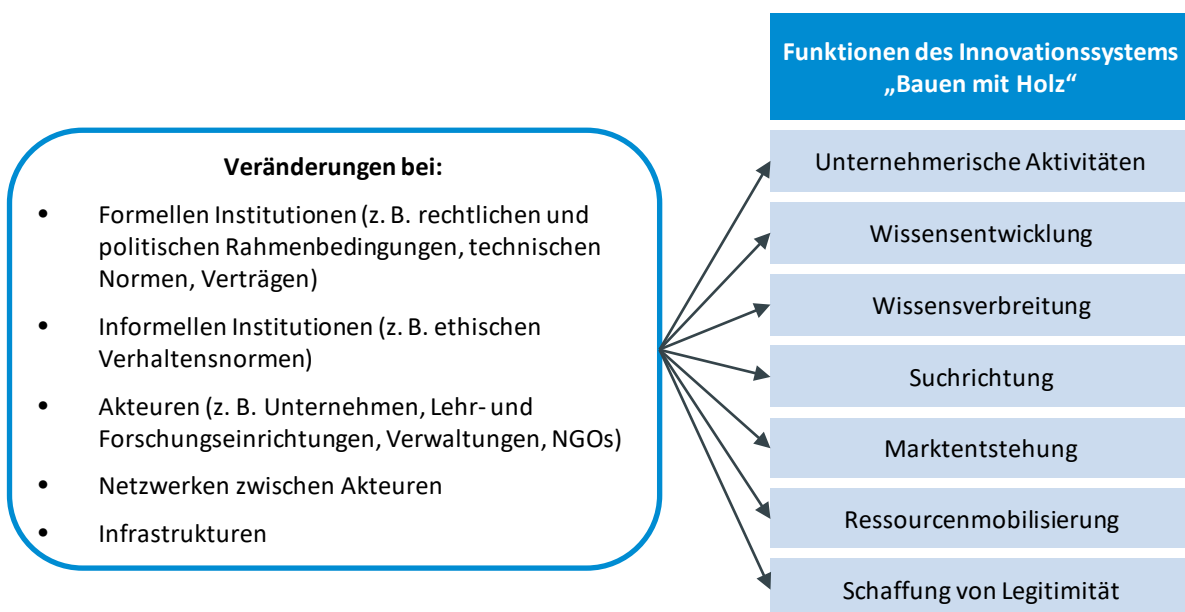 Funktionen des Innovationssystems
„Bauen mit Holz“
Veränderungen bei:
• Formellen Institutionen (z. B. rechtlichen und
politischen Rahmenbedingungen, technischen
Normen, Verträgen)
• Informellen Institutionen (z. B. ethischen
Verhaltensnormen)
• Akteuren (z. B. Unternehmen, Lehr- und
Forschungseinrichtungen, Verwaltungen, NGOs)
• Netzwerken zwischen Akteuren
• Infrastrukturen
Unternehmerische Aktivitäten
Wissensentwicklung
Wissensverbreitung
Suchrichtung
Marktentstehung
Ressourcenmobilisierung
Schaffung von Legitimität